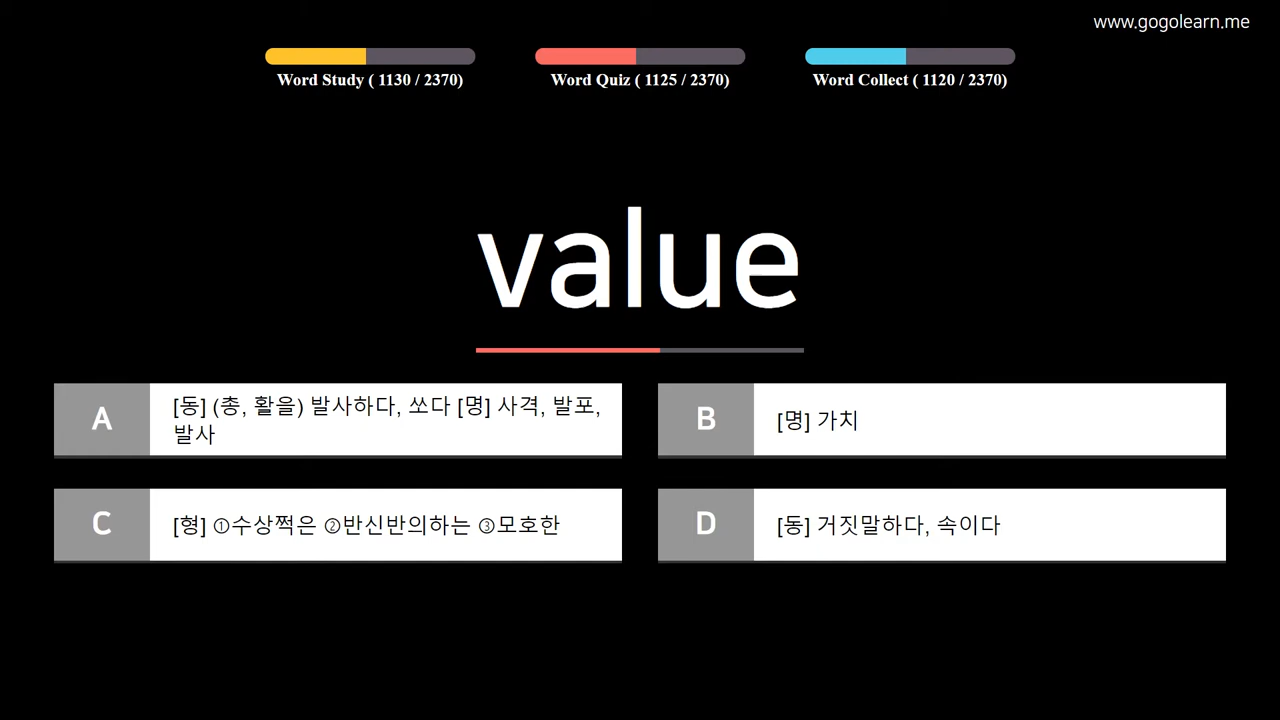 www.gogolearn.me
Word Study ( 1130 / 2370)
Word Quiz ( 1125 / 2370)
Word Collect ( 1120 / 2370)
value
A
[동] (총, 활을) 발사하다, 쏘다 [명] 사격, 발포,
발사
B
[명] 가치
C
[형] ①수상쩍은 ②반신반의하는 ③모호한
D
[동] 거짓말하다, 속이다